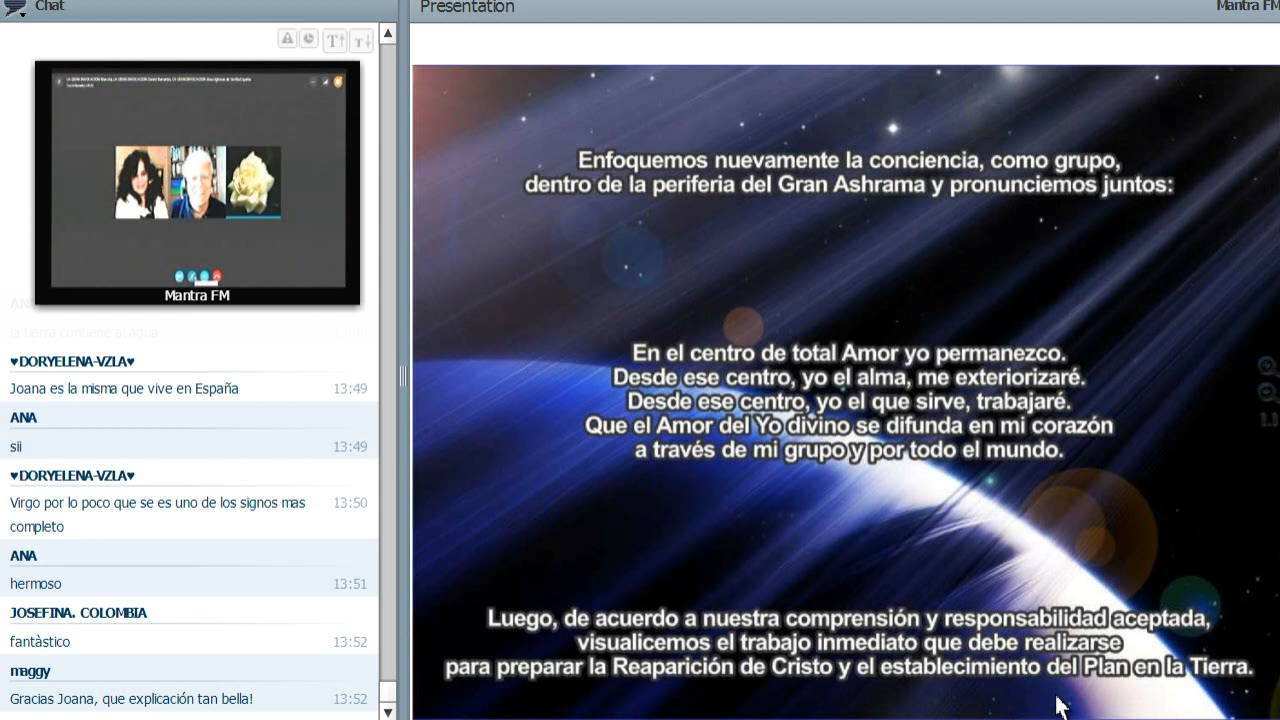 Chat
Mantra FM
la tierra contiene al agua
♥DORYELENA-VZLA♥
Joana es la misma que vive en España 13:49
ANA
sii 13:49
♥DORYELENA-VZLA♥
Virgo por lo poco que se es uno de los signos mas 13:50
completo
ANA
hermoso 13:51
JOSEFINA. COLOMBIA
fantàstico 13:52
maggy
Gracias Joana, que explicación tan bella! 13:52
Presentation
Mantra FM
Enfoquemos nuevamente la conciencia, como grupo,
dentro de la periferia del Gran Ashrama y pronunciemos juntos:
En el centro de total Amor yo permanezco.
Desde ese centro, yo el alma, me exteriorizaré.
Desde ese centro, yo el que sirve, trabajaré.
Que el Amor del Yo divino se difunda en mi corazón
a través de mi grupo y por todo el mundo.
Luego, de acuerdo a nuestra comprensión y responsabilidad aceptada,
visualicemos el trabajo inmediato que debe realizarse
para preparar la Reaparición de Cristo y el establecimiento del Plan en la Tierra.